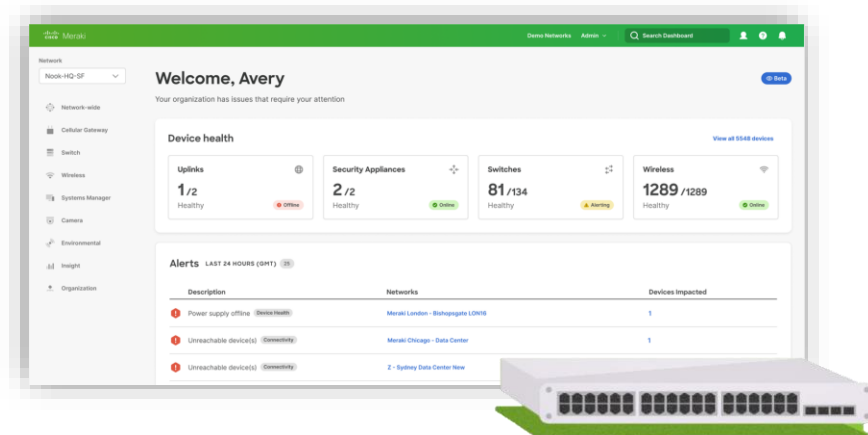 cisco Meraki
Demo Networks Admin Search Dashboard
Network
Nook-HQ-SF
Welcome, Avery
Beta
Your organization has issues that require your attention
Network-wide
Cellular Gateway
Switch
Wireless
Systems Manager
Camera
Environmental
Insight
Organization
Device health
View all 5548 devices
Uplinks
1/2
Healthy
Offline
Security Appliances
2/2
Healthy
Online
Switches
81/134
Healthy
Alerting
Wireless
1289/1289
Healthy
Online
Alerts LAST 24 HOURS (GMT) 25
Description Networks Devices Impacted
Power supply offline Device Health Meraki London - Bishopsgate LON16 1
Unreachable device(s) Connectivity Meraki Chicago - Data Center 1
Unreachable device(s) Connectivity 2 - Sydney Data Center New